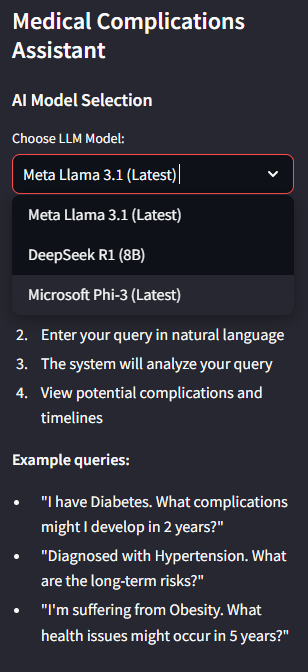 Medical Complications
Assistant
AI Model Selection
Choose LLM Model:
Meta Llama 3.1 (Latest)
Meta Llama 3.1 (Latest)
DeepSeek R1 (8B)
Microsoft Phi-3 (Latest)
2. Enter your query in natural language
3. The system will analyze your query
4. View potential complications and
timelines
Example queries:
• "I have Diabetes. What complications
might I develop in 2 years?"
• "Diagnosed with Hypertension. What
are the long-term risks?"
• "I'm suffering from Obesity. What
health issues might occur in 5 years?"